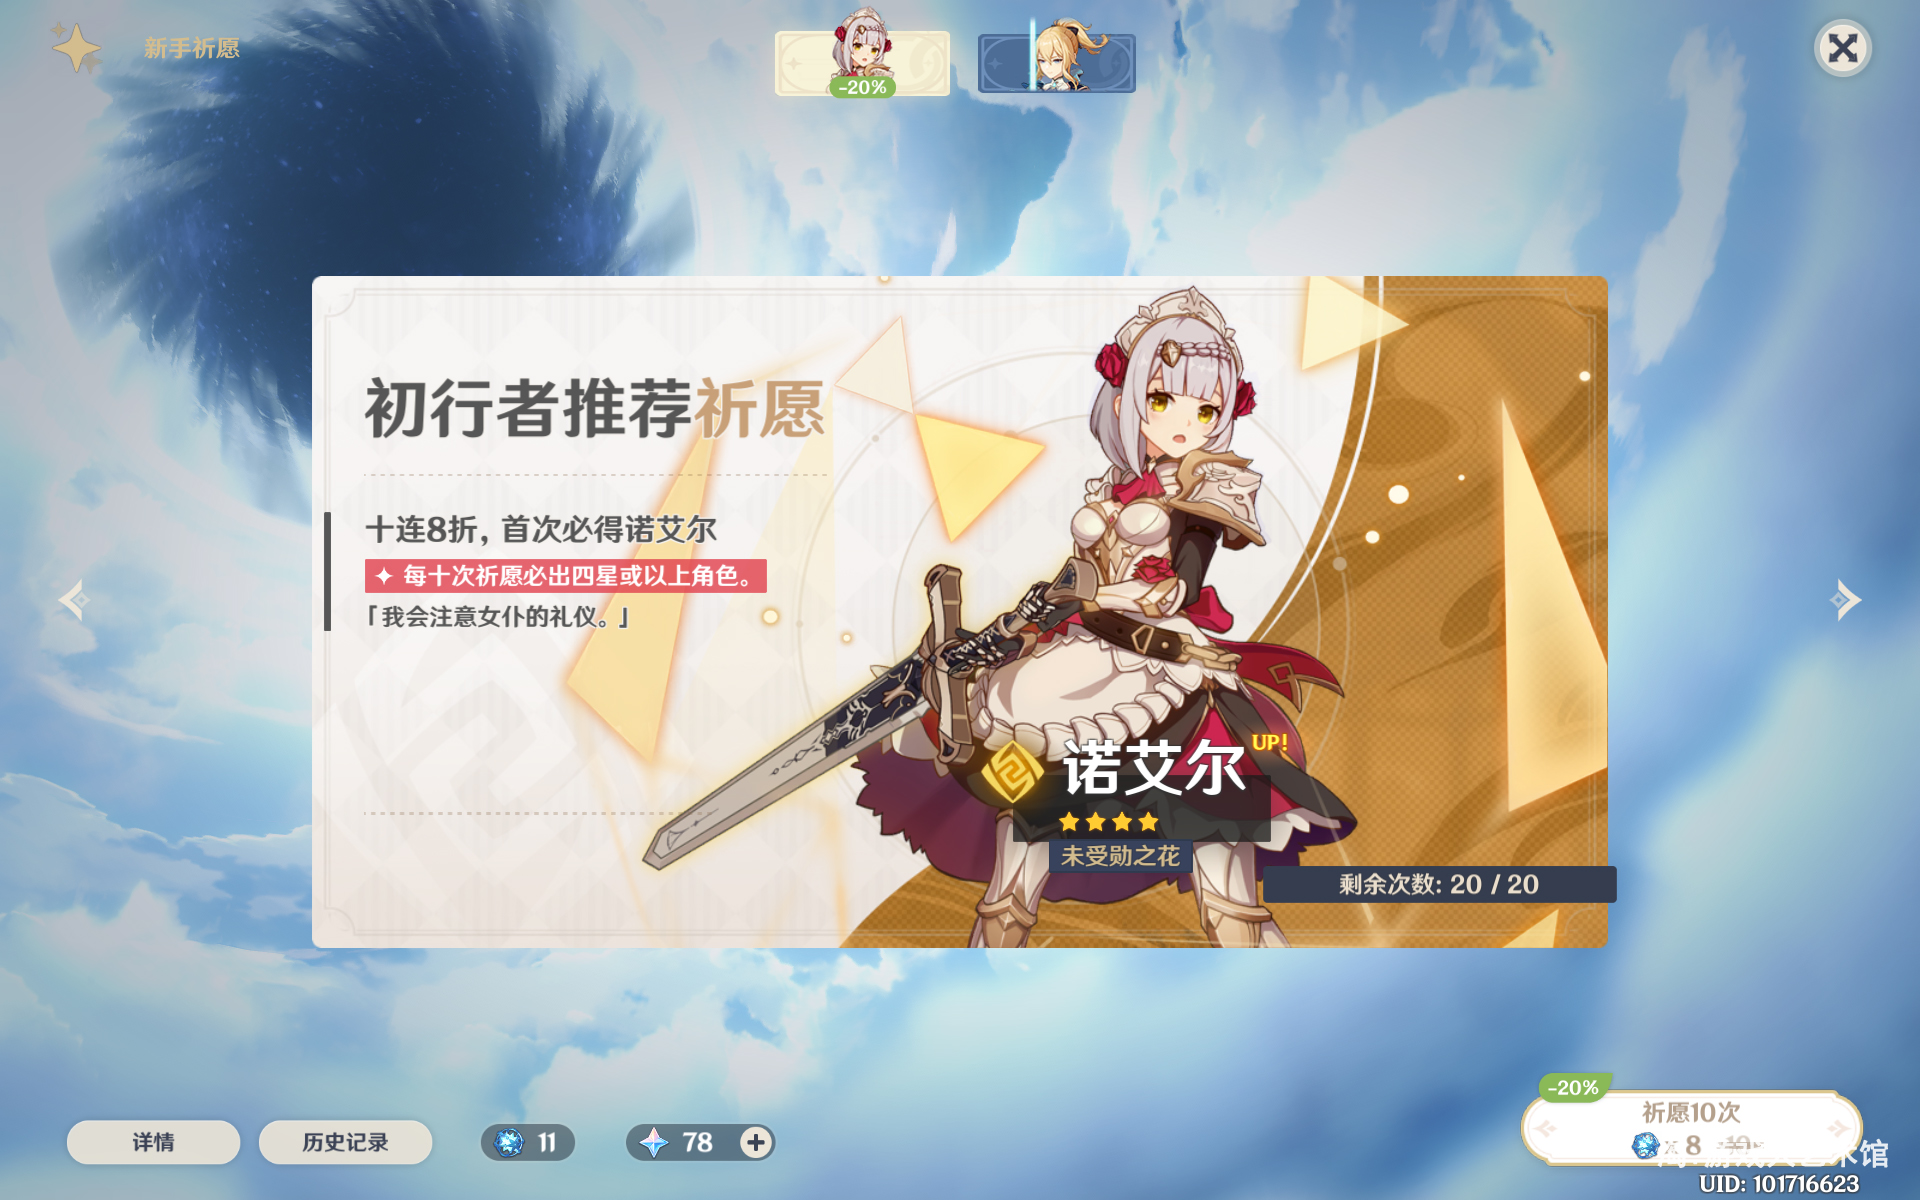 新手祈愿
-20%
初行者推荐祈愿
十连8折，首次必得诺艾尔
每十次祈愿必出四星或以上角色。
「我会注意女仆的礼仪。」
诺艾尔 UP!
未受勋之花
剩余次数: 20 / 20
-20%
祈愿10次
x 8 10
详情
历史记录
11
78
UID: 101716623